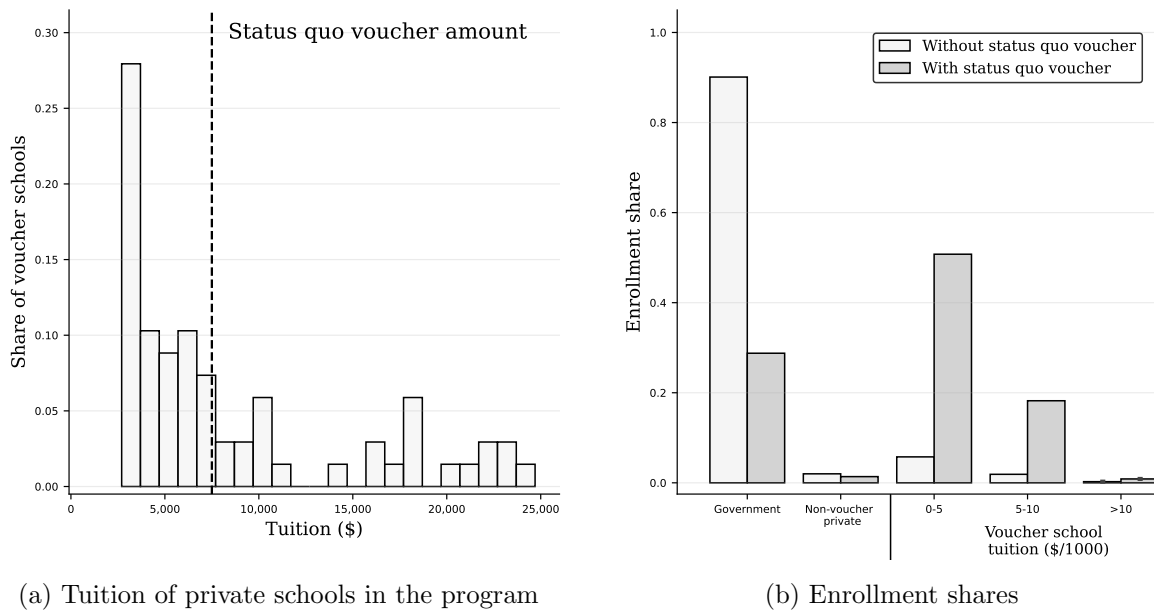 Status quo voucher amount
0.30
0.25
0.20
0.15
0.10
0.05
0.00
Share of voucher schools
0
5,000
10,000
15,000
20,000
25,000
Tuition ($)
(a) Tuition of private schools in the program
Without status quo voucher
With status quo voucher
1.0
0.8
0.6
0.4
0.2
0.0
Enrollment share
Government
Non-voucher
private
0-5
5-10
>10
Voucher school
tuition ($/1000)
(b) Enrollment shares